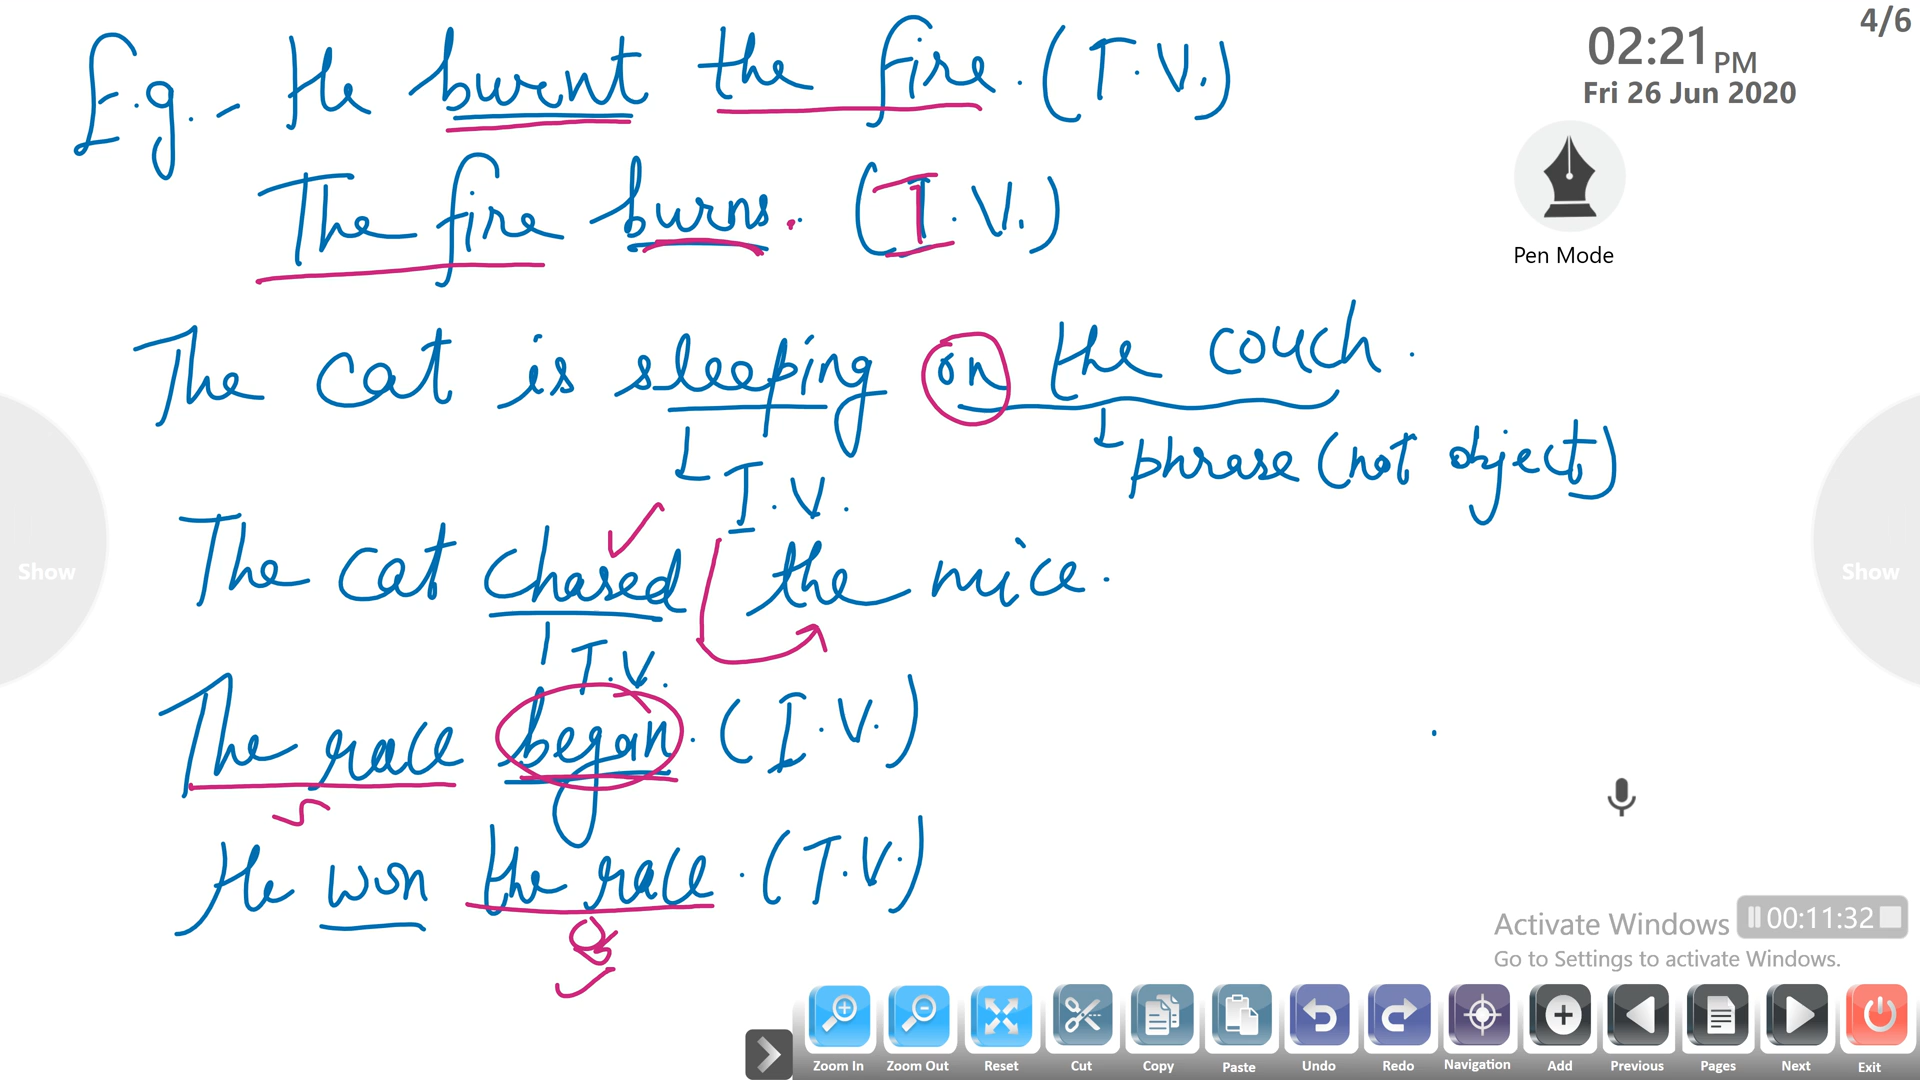 4/6
02:21 PM
Fri 26 Jun 2020
Pen Mode
E.g. - He burnt the fire. (T.V.)
The fire burns. (I.V.)
The cat is sleeping on the couch.
I.V.
phrase (not object)
The cat chased the mice.
T.V.
The race began. (I.V.)
S
He won the race. (T.V.)
Show
Show
Activate Windows
Go to Settings to activate Windows.
00:11:32
Zoom In Zoom Out Reset Cut Copy Paste Undo Redo Navigation Add Previous Pages Next Exit